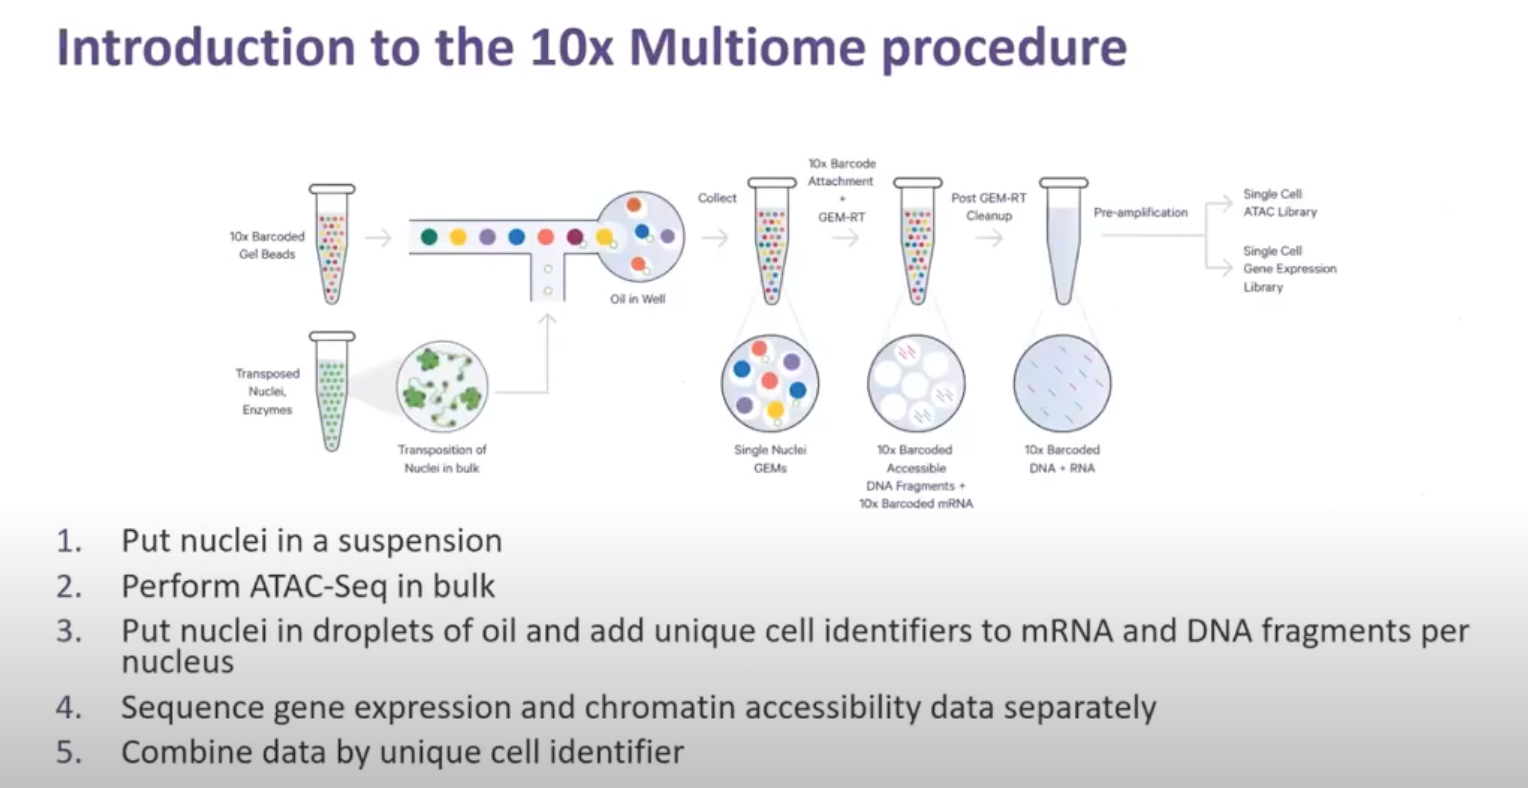 Introduction to the 10x Multiome procedure
10x Barcoded
Gel Beads
Transposed
Nuclei,
Enzymes
Transposition of
Nuclei in bulk
Oil in Well
Collect
10x Barcode
Attachment
+
GEM-RT
Post GEM-RT
Cleanup
Pre-amplification
Single Cell
ATAC Library
Single Cell
Gene Expression
Library
Single Nuclei
GEMs
10x Barcoded
Accessible
DNA Fragments +
10x Barcoded mRNA
10x Barcoded
DNA + RNA
1. Put nuclei in a suspension
2. Perform ATAC-Seq in bulk
3. Put nuclei in droplets of oil and add unique cell identifiers to mRNA and DNA fragments per
nucleus
4. Sequence gene expression and chromatin accessibility data separately
5. Combine data by unique cell identifier